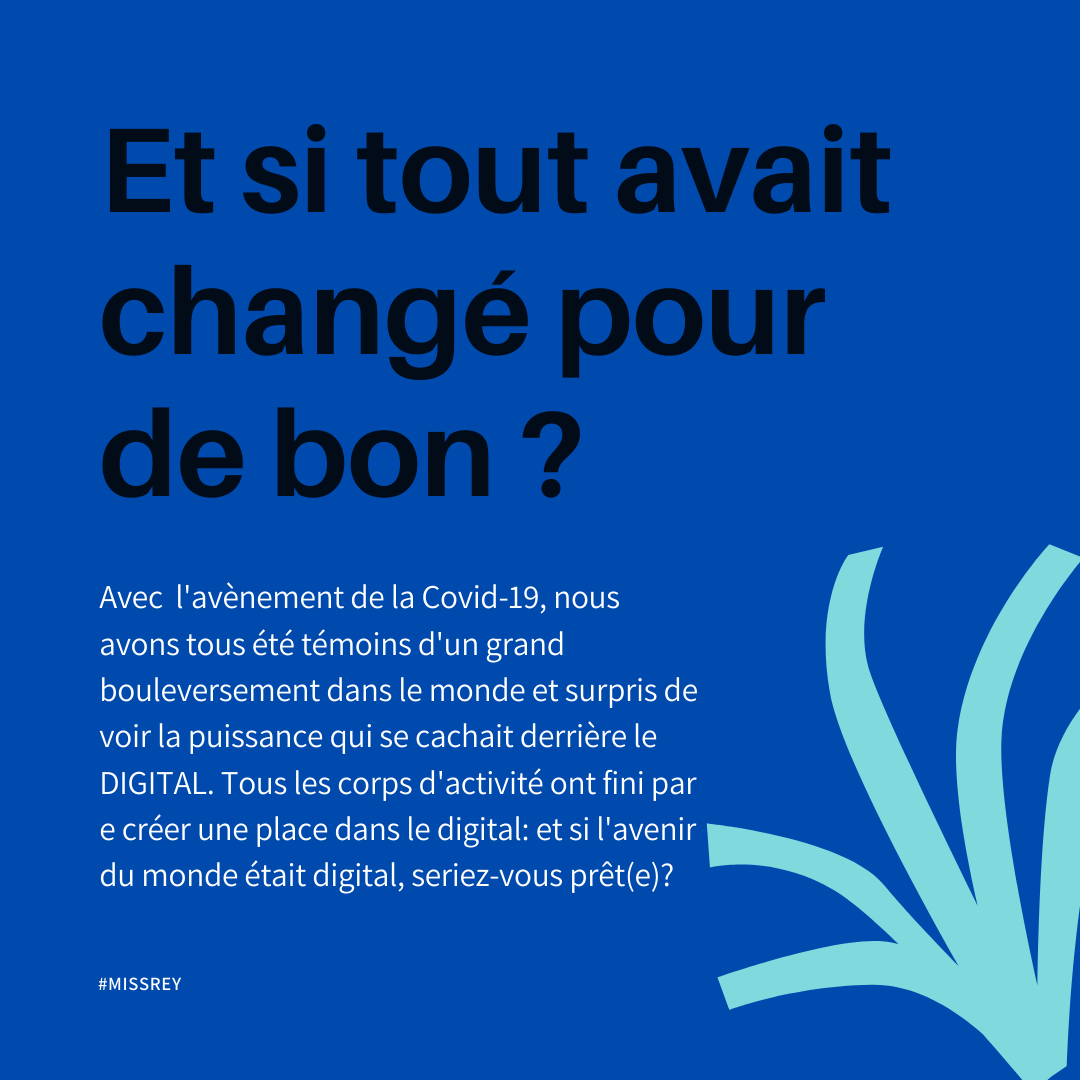 Et si tout avait
changé pour
de bon ?
Avec  l'avènement de la Covid-19, nous
avons tous été témoins d'un grand
bouleversement dans le monde et surpris de
voir la puissance qui se cachait derrière le
DIGITAL. Tous les corps d'activité ont fini par
e créer une place dans le digital: et si l'avenir
du monde était digital, seriez-vous prêt(e)?
#MISSREY